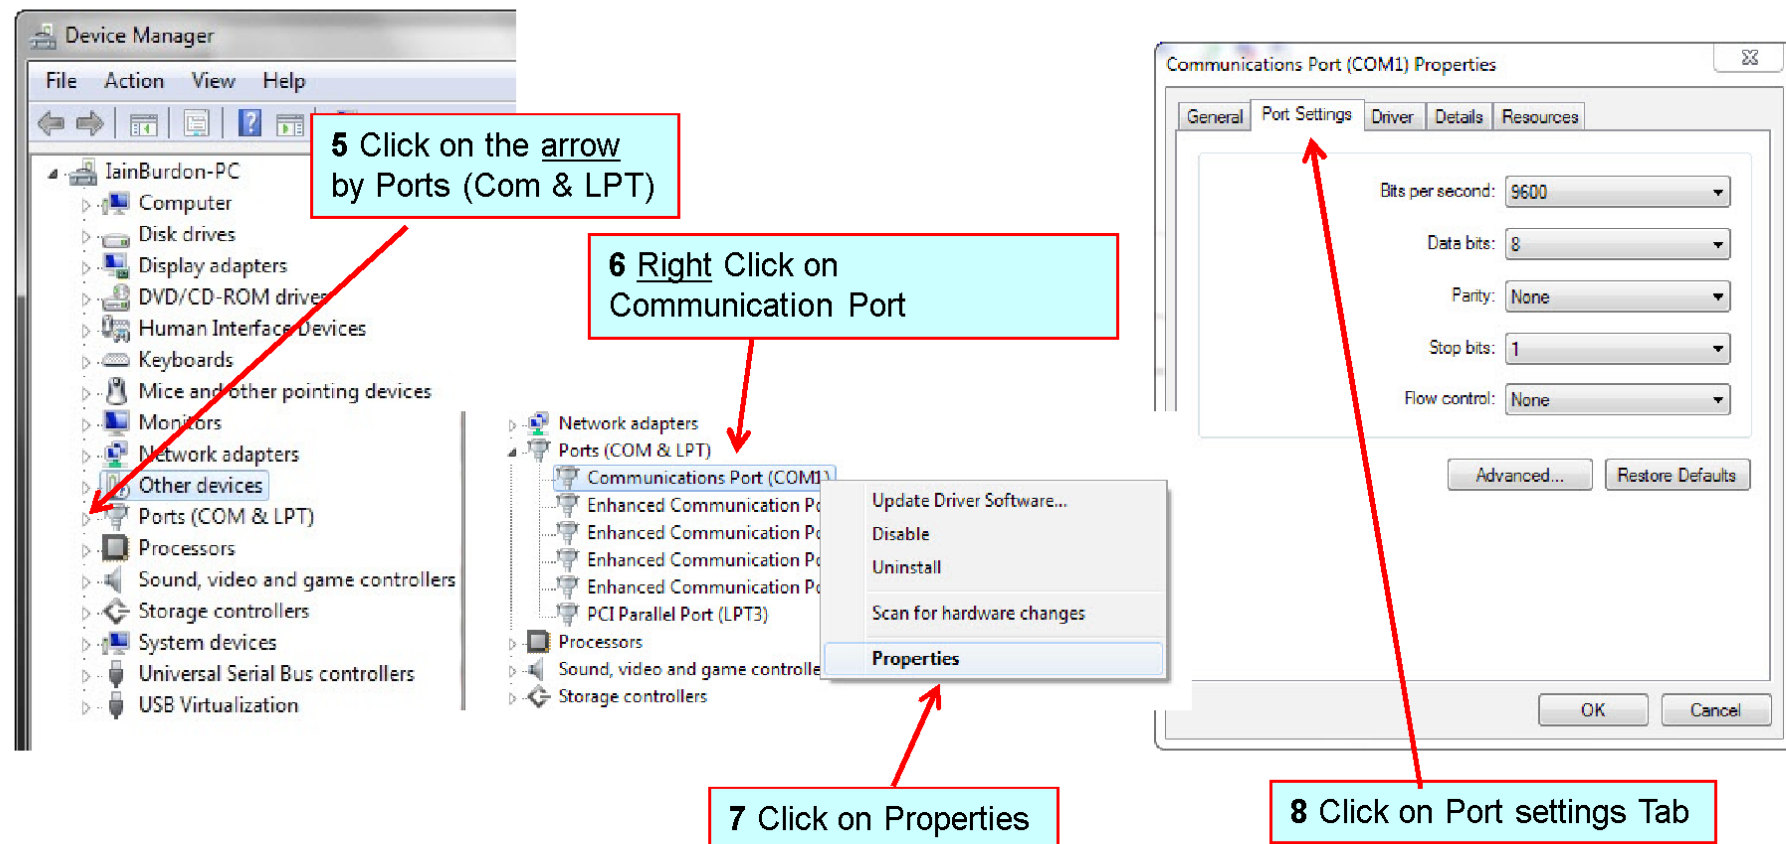 Device Manager
File Action View Help
5 Click on the arrow
by Ports (Com & LPT)
IainBurdon-PC
Computer
Disk drives
Display adapters
DVD/CD-ROM drives
Human Interface Devices
Keyboards
Mice and other pointing devices
Monitors
Network adapters
Other devices
Ports (COM & LPT)
Processors
Sound, video and game controllers
Storage controllers
System devices
Universal Serial Bus controllers
USB Virtualization
6 Right Click on
Communication Port
Network adapters
Ports (COM & LPT)
Communications Port (COM1)
Enhanced Communication Po
Enhanced Communication Po
Enhanced Communication Po
Enhanced Communication Po
PCI Parallel Port (LPT3)
Processors
Sound, video and game controlle
Storage controllers
Update Driver Software...
Disable
Uninstall
Scan for hardware changes
Properties
7 Click on Properties
Communications Port (COM1) Properties
General Port Settings Driver Details Resources
Bits per second: 9600
Data bits: 8
Parity: None
Stop bits: 1
Flow control: None
Advanced... Restore Defaults
OK Cancel
8 Click on Port settings Tab